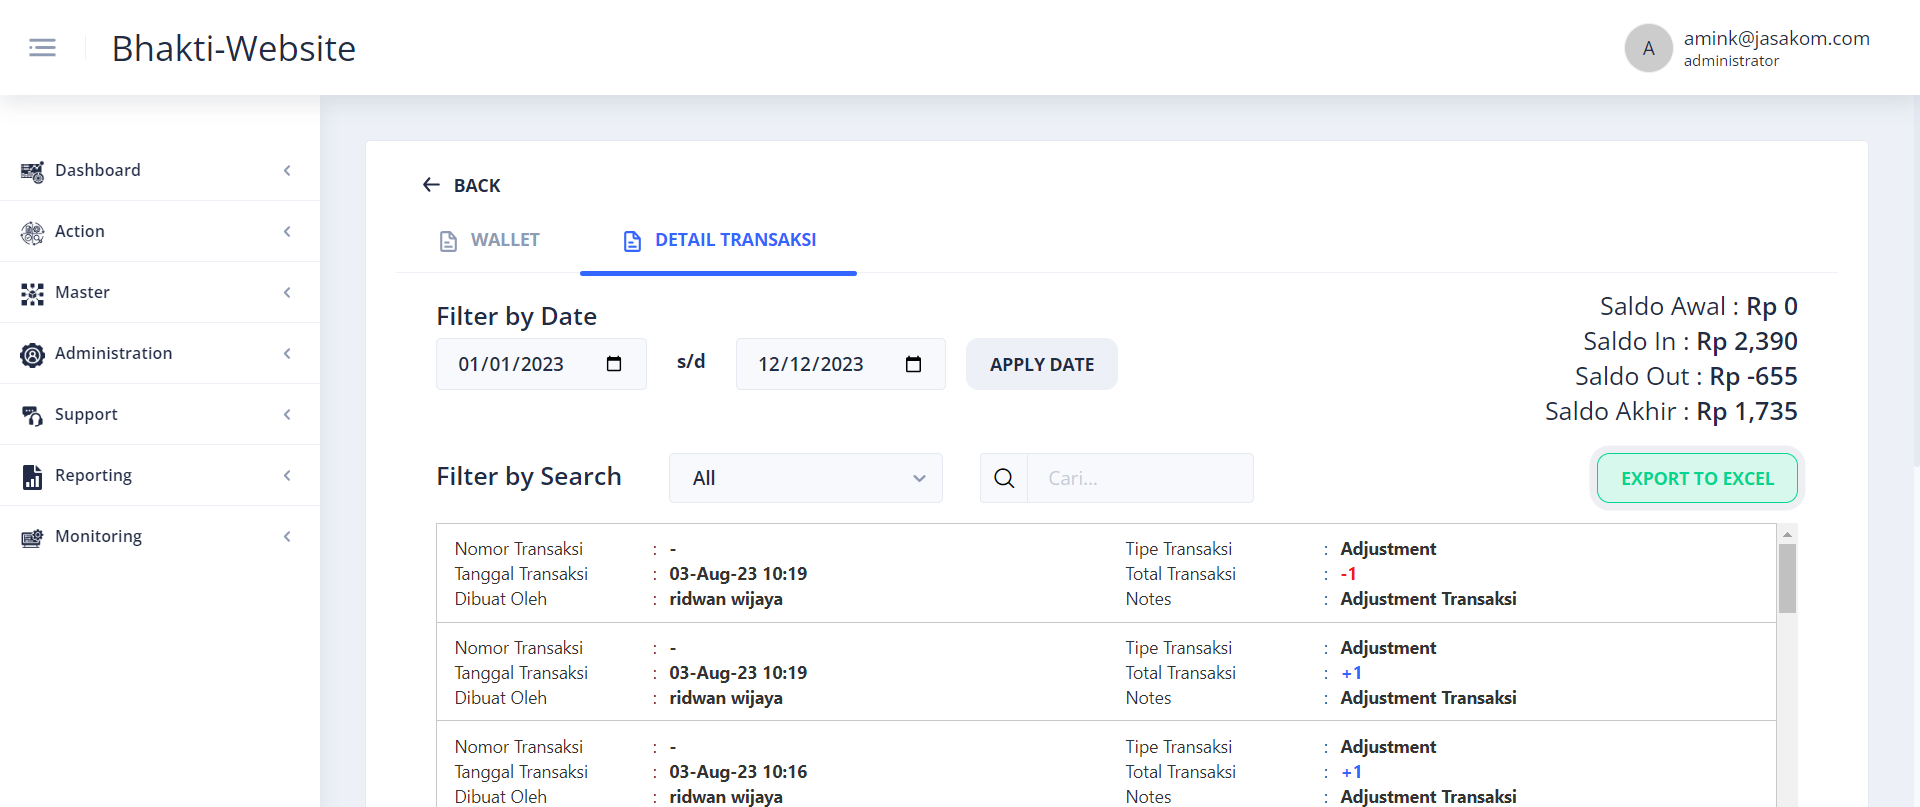 Bhakti-Website
A
amink@jasakom.com
administrator
Dashboard
Action
Master
Administration
Support
Reporting
Monitoring
BACK
WALLET
DETAIL TRANSAKSI
Filter by Date
01/01/2023
s/d
12/12/2023
APPLY DATE
Saldo Awal : Rp 0
Saldo In : Rp 2,390
Saldo Out : Rp -655
Saldo Akhir : Rp 1,735
Filter by Search
All
Cari...
EXPORT TO EXCEL
Nomor Transaksi : - Tipe Transaksi : Adjustment
Tanggal Transaksi : 03-Aug-23 10:19 Total Transaksi : -1
Dibuat Oleh : ridwan wijaya Notes : Adjustment Transaksi
Nomor Transaksi : - Tipe Transaksi : Adjustment
Tanggal Transaksi : 03-Aug-23 10:19 Total Transaksi : +1
Dibuat Oleh : ridwan wijaya Notes : Adjustment Transaksi
Nomor Transaksi : - Tipe Transaksi : Adjustment
Tanggal Transaksi : 03-Aug-23 10:16 Total Transaksi : +1
Dibuat Oleh : ridwan wijaya Notes : Adjustment Transaksi